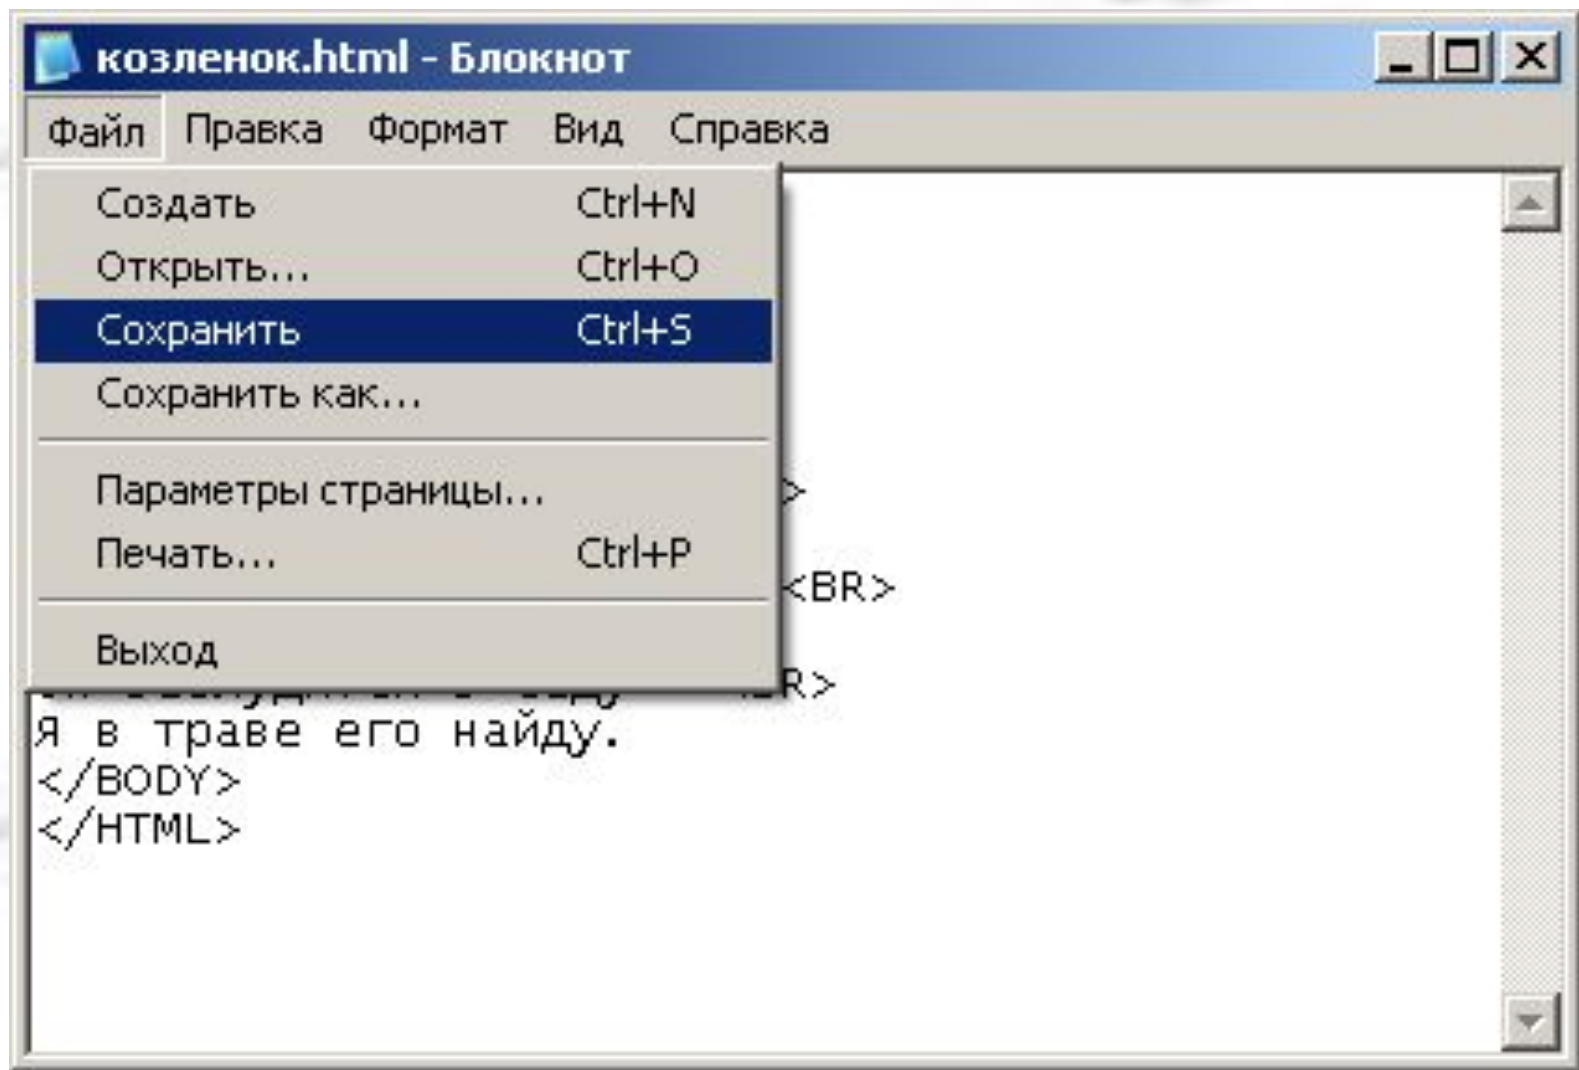 козленок.html - Блокнот
Файл Правка Формат Вид Справка
Создать Ctrl+N
Открыть... Ctrl+O
Сохранить Ctrl+S
Сохранить как...
Параметры страницы...
>
Печать... Ctrl+P
<BR>
Выход
R>
Я в траве его найду.
</BODY>
</HTML>